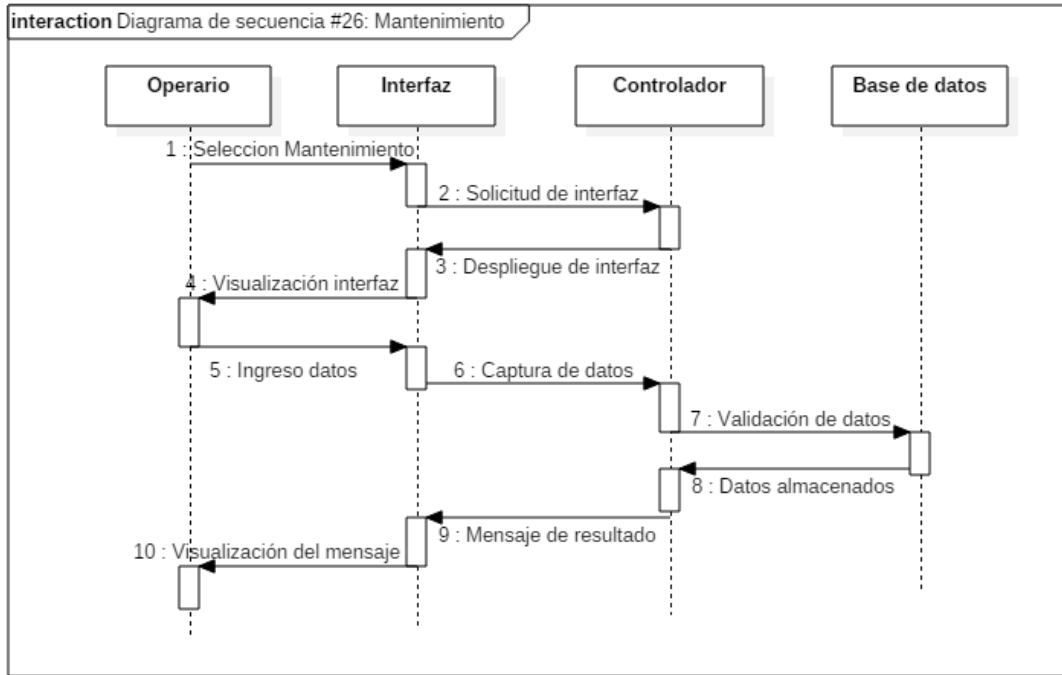 interaction Diagrama de secuencia #26: Mantenimiento
Operario
Interfaz
Controlador
Base de datos
1 : Seleccion Mantenimiento
2 : Solicitud de interfaz
3 : Despliegue de interfaz
4 : Visualización interfaz
5 : Ingreso datos
6 : Captura de datos
7 : Validación de datos
8 : Datos almacenados
9 : Mensaje de resultado
10 : Visualización del mensaje